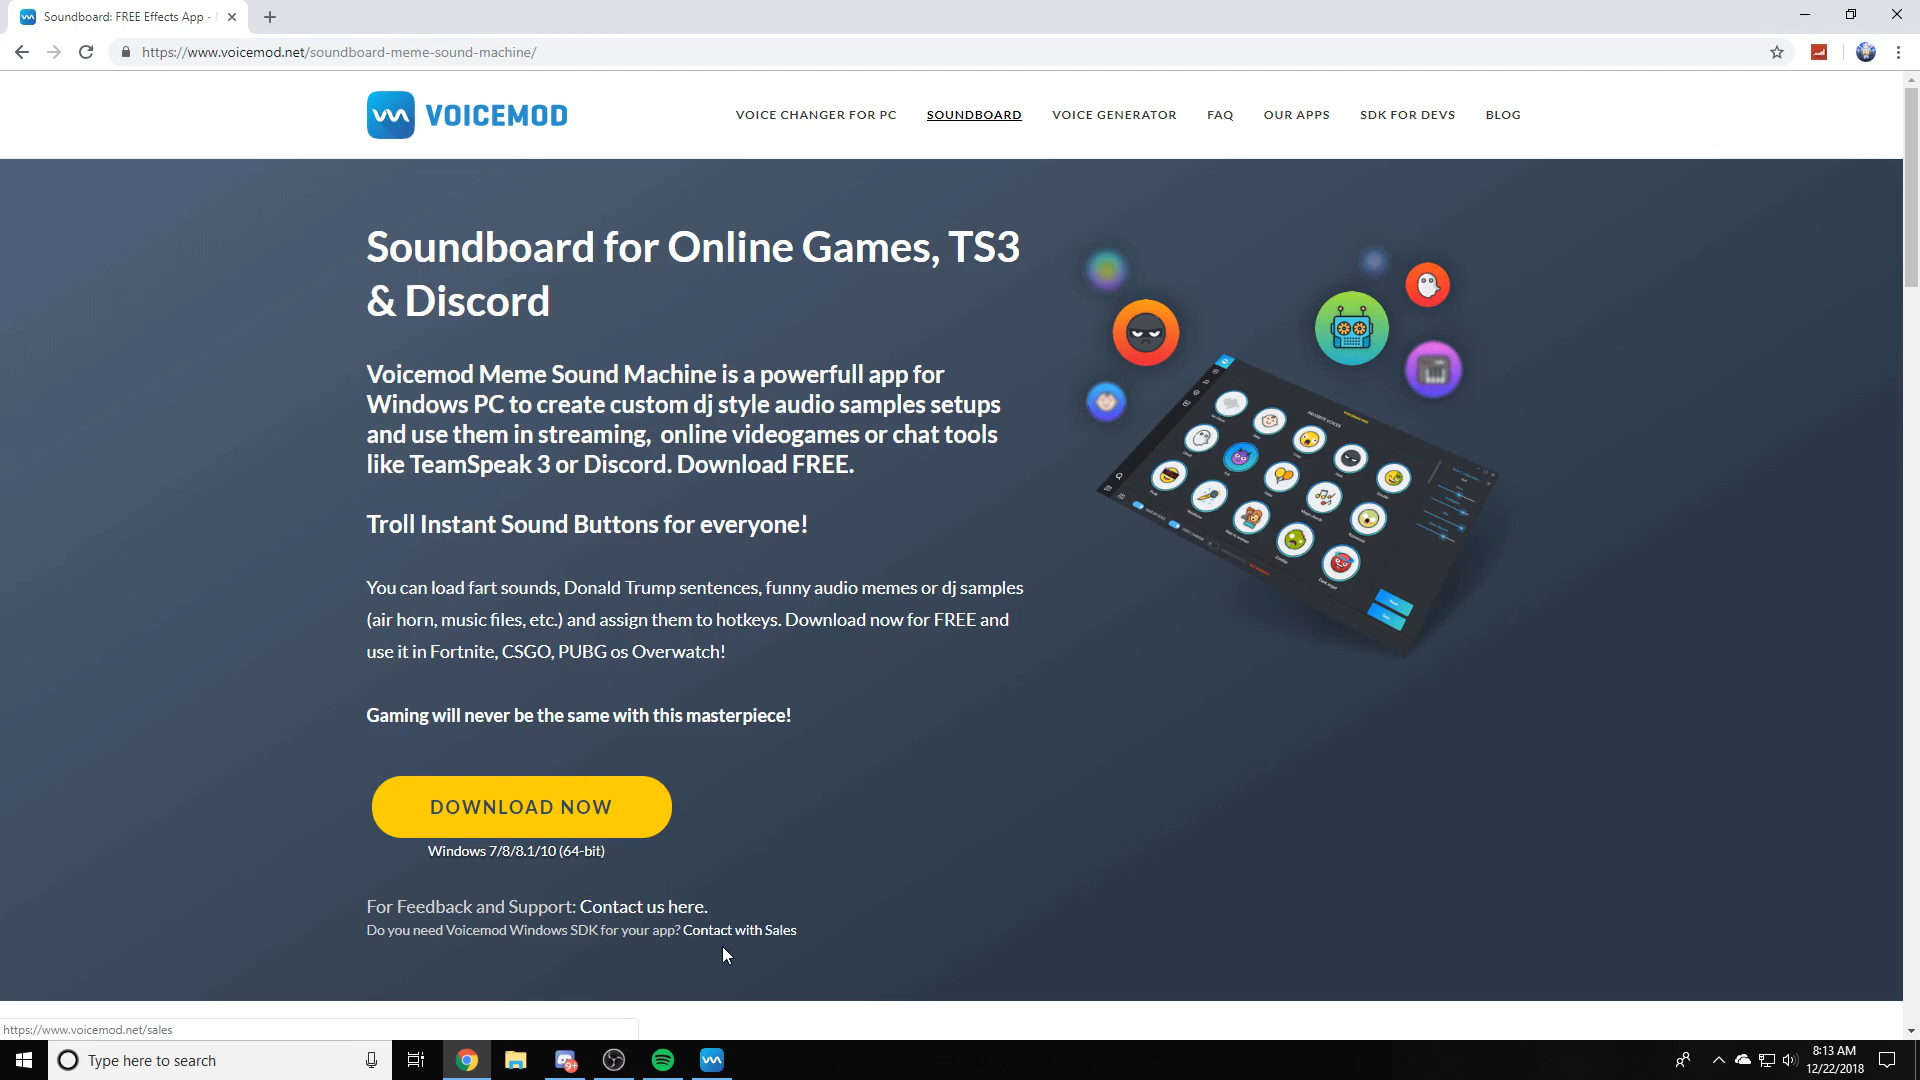 Soundboard: FREE Effects App -
https://www.voicemod.net/soundboard-meme-sound-machine/
VOICEMOD
VOICE CHANGER FOR PC
SOUNDBOARD
VOICE GENERATOR
FAQ
OUR APPS
SDK FOR DEVS
BLOG
Soundboard for Online Games, TS3
& Discord
Voicemod Meme Sound Machine is a powerfull app for
Windows PC to create custom dj style audio samples setups
and use them in streaming, online videogames or chat tools
like TeamSpeak 3 or Discord. Download FREE.
Troll Instant Sound Buttons for everyone!
You can load fart sounds, Donald Trump sentences, funny audio memes or dj samples
(air horn, music files, etc.) and assign them to hotkeys. Download now for FREE and
use it in Fortnite, CSGO, PUBG os Overwatch!
Gaming will never be the same with this masterpiece!
DOWNLOAD NOW
Windows 7/8/8.1/10 (64-bit)
For Feedback and Support: Contact us here.
Do you need Voicemod Windows SDK for your app? Contact with Sales
https://www.voicemod.net/sales
Type here to search
9+
8:13 AM
12/22/2018